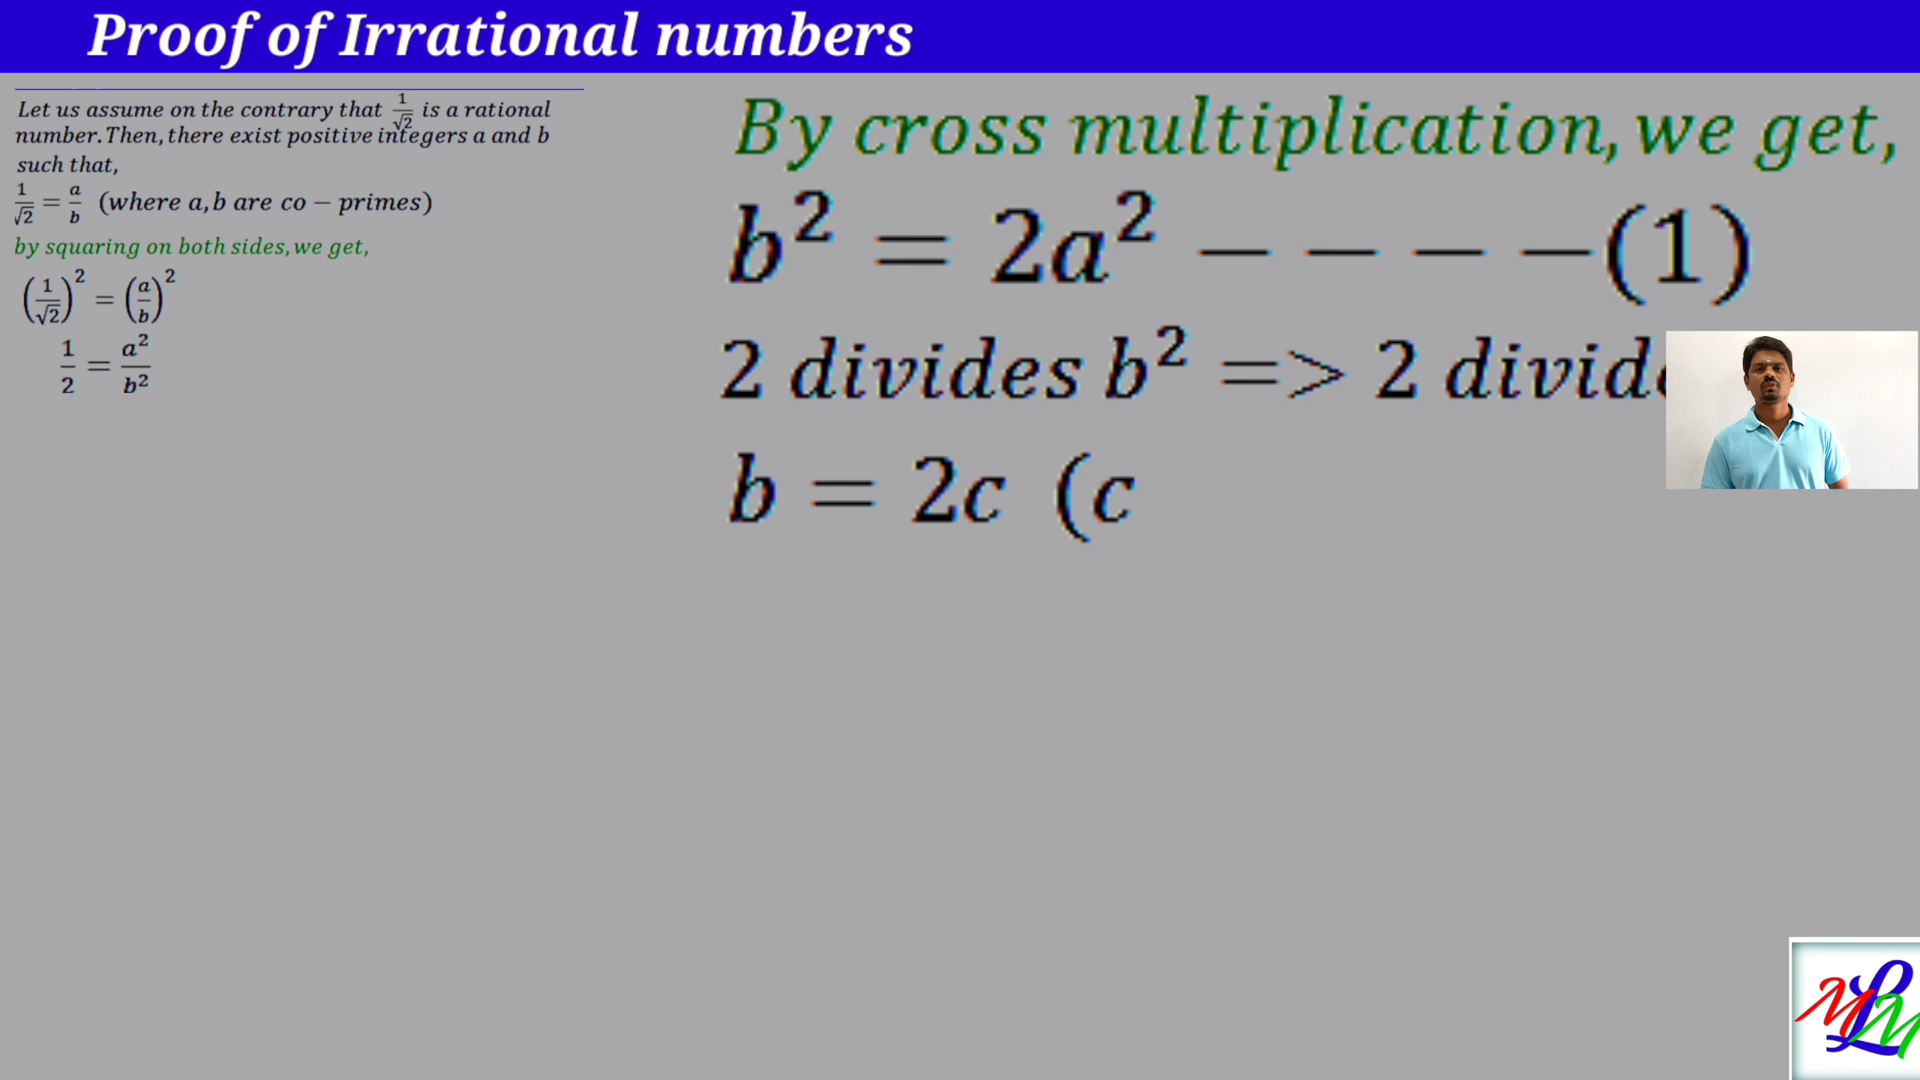 Proof of Irrational numbers
Let us assume on the contrary that 1/√2 is a rational
number. Then, there exist positive integers a and b
such that,
1/√2 = a/b (where a, b are co − primes)
by squaring on both sides, we get,
(1/√2)² = (a/b)²
1/2 = a²/b²
By cross multiplication, we get,
b² = 2a² − − − −(1)
2 divides b² => 2
b = 2c (c
MLM